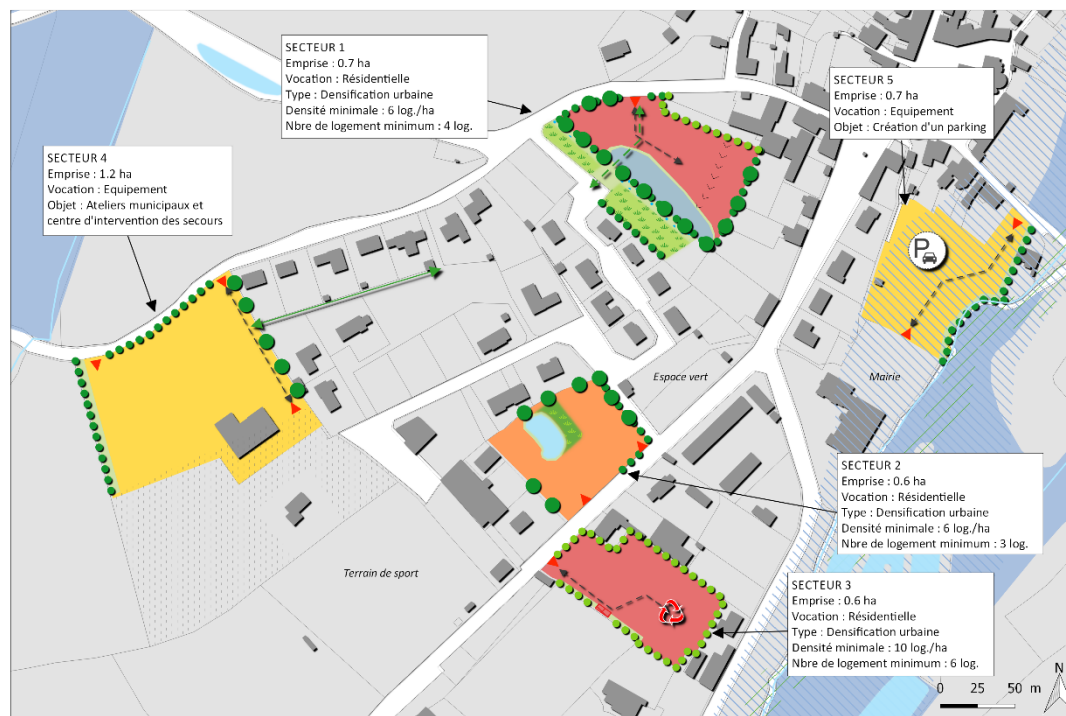 SECTEUR 1
Emprise : 0.7 ha
Vocation : Résidentielle
Type : Densification urbaine
Densité minimale : 6 log./ha
Nbre de logement minimum : 4 log.
SECTEUR 5
Emprise : 0.7 ha
Vocation : Equipement
Objet : Création d'un parking
SECTEUR 4
Emprise : 1.2 ha
Vocation : Equipement
Objet : Ateliers municipaux et
centre d'intervention des secours
P
Espace vert
Mairie
SECTEUR 2
Emprise : 0.6 ha
Vocation : Résidentielle
Type : Densification urbaine
Densité minimale : 6 log./ha
Nbre de logement minimum : 3 log.
Terrain de sport
SECTEUR 3
Emprise : 0.6 ha
Vocation : Résidentielle
Type : Densification urbaine
Densité minimale : 10 log./ha
Nbre de logement minimum : 6 log.
N
0 25 50 m